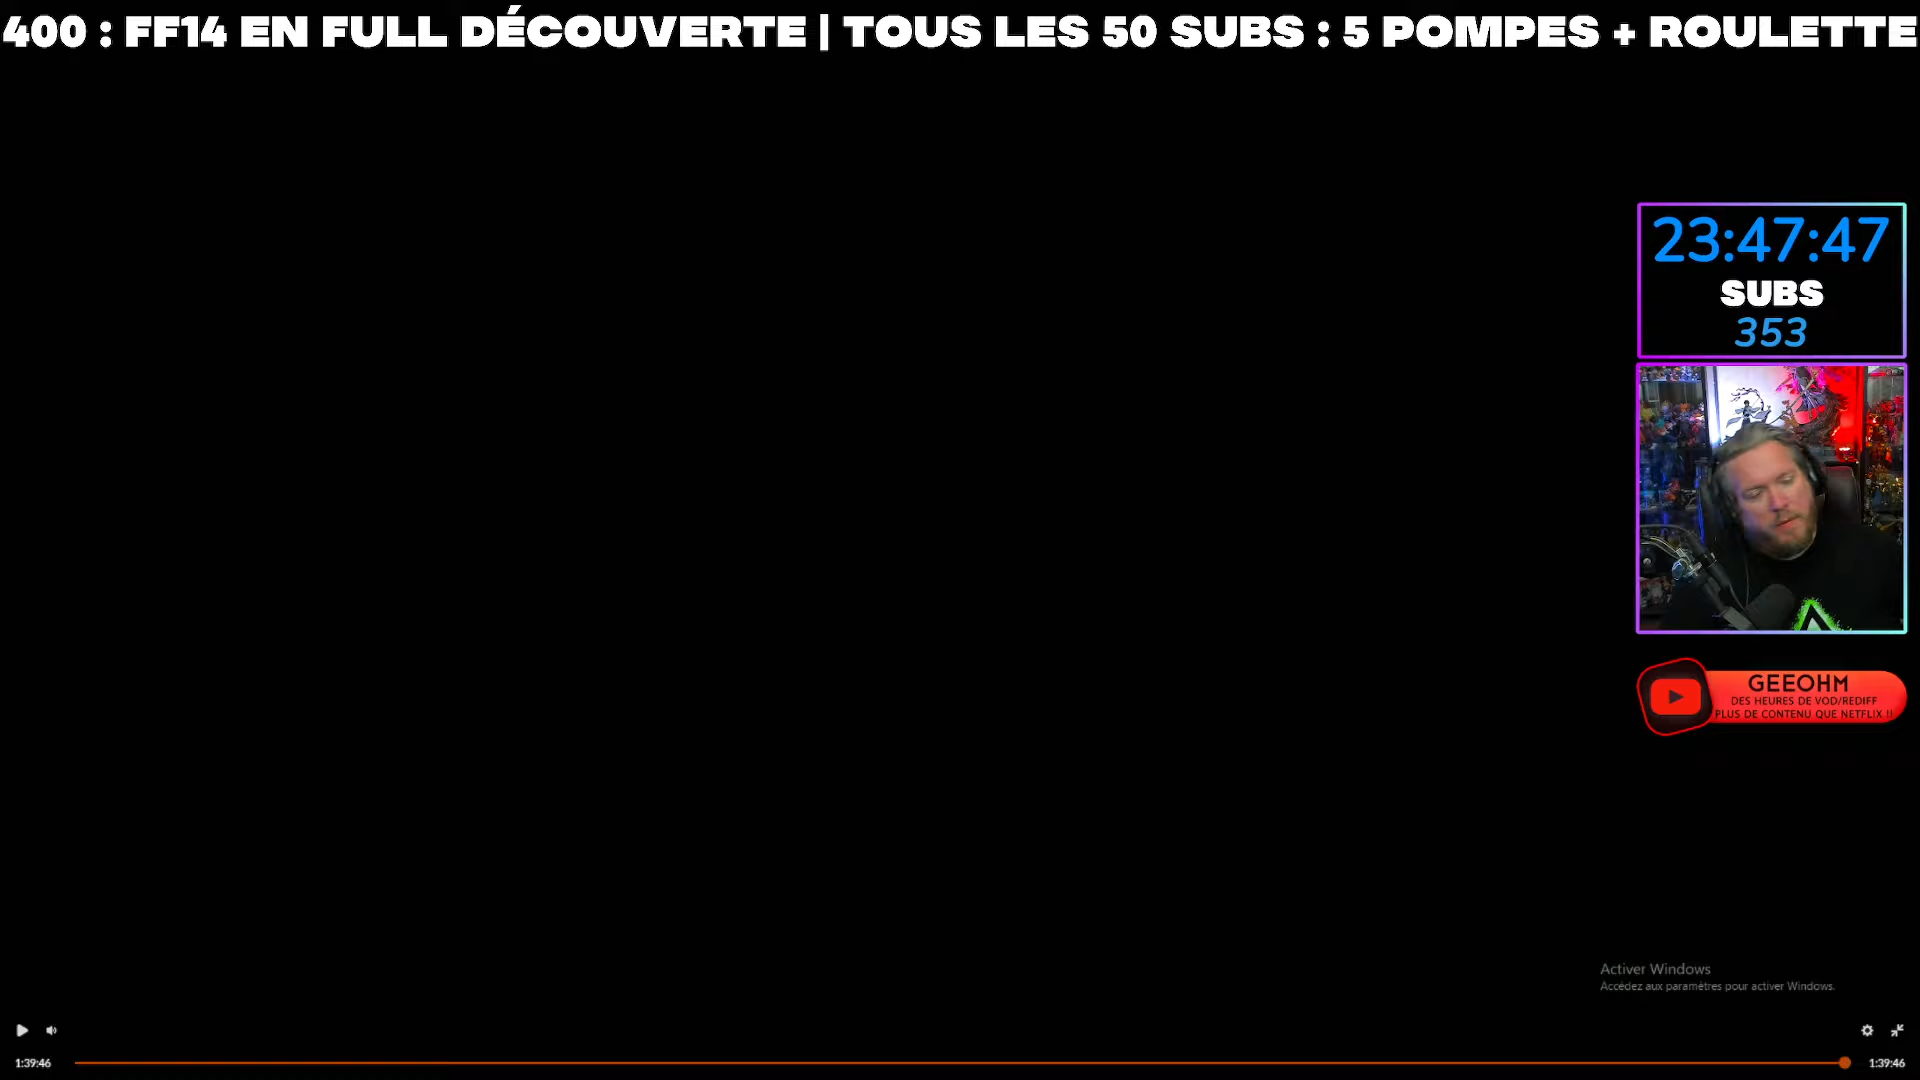 400 : FF14 EN FULL DÉCOUVERTE | TOUS LES 50 SUBS : 5 POMPES + ROULETTE
23:47:47
SUBS
353
GEEOHM
DES HEURES DE VOD/REDIFF
PLUS DE CONTENU QUE NETFLIX !!
Activer Windows
Accédez aux paramètres pour activer Windows.
1:39:46
1:39:46